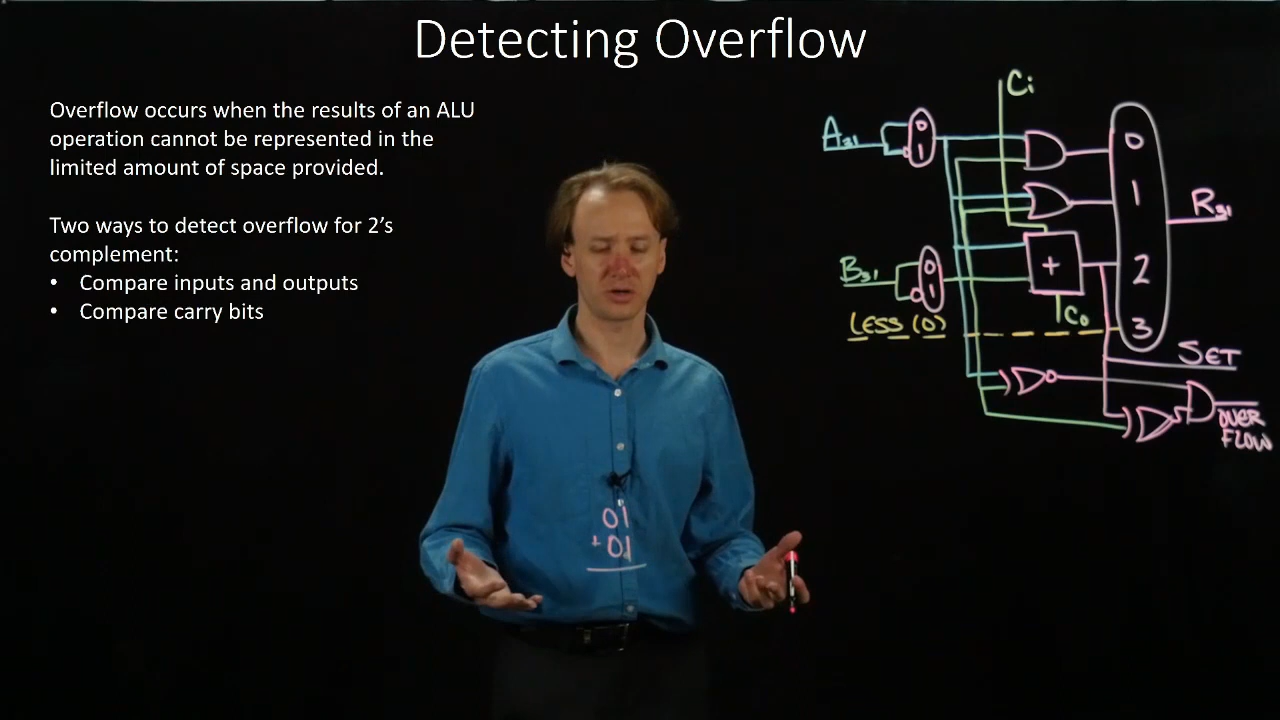 Detecting Overflow
Overflow occurs when the results of an ALU
operation cannot be represented in the
limited amount of space provided.
Two ways to detect overflow for 2’s
complement:
• Compare inputs and outputs
• Compare carry bits
Ci
A31
0
1
0
1
R31
B31
0
1
+
2
Co
LESS (0)
3
SET
OVER
FLOW
01
+ 01